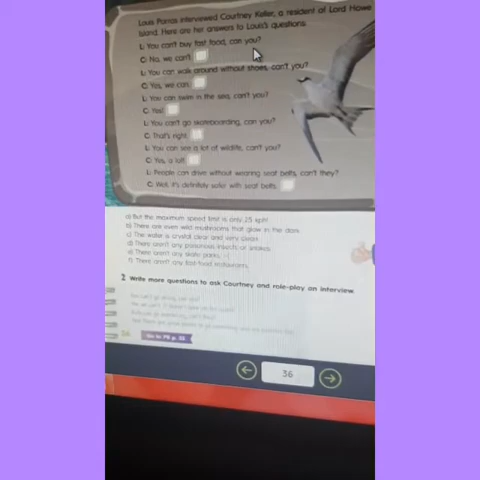 Louis Porras interviewed Courtney Keller, a resident of Lord Howe
Island. Here are her answers to Louis's questions.
L: You can't buy fast food, can you?
C: No, we can't.
L: You can walk around without shoes, can't you?
C: Yes, we can.
L: You can swim in the sea, can't you?
C: Yes!
L: You can't go skateboarding, can you?
C: That's right.
L: You can see a lot of wildlife, can't you?
C: Yes, a lot!
L: People can drive without wearing seat belts, can't they?
C: Well, it's definitely safer with seat belts.
a) But the maximum speed limit is only 25 kph!
b) There are even wild mushrooms that glow in the dark.
c) The water is crystal clear and very clean.
d) There aren't any poisonous insects or snakes.
e) There aren't any skate parks.
f) There aren't any fast-food restaurants.
2 Write more questions to ask Courtney and role-play an interview.
36
Go to PB p. 35
36